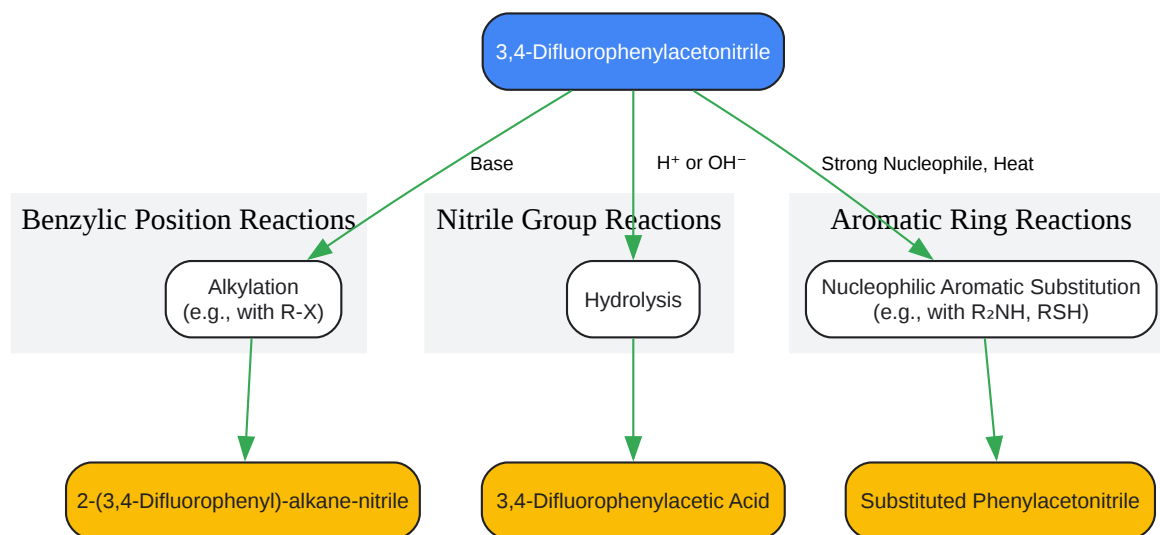 3,4-Difluorophenylacetonitrile
Base
H⁺ or OH⁻
Strong Nucleophile, Heat
Benzylic Position Reactions
Nitrile Group Reactions
Aromatic Ring Reactions
Alkylation
(e.g., with R-X)
Hydrolysis
Nucleophilic Aromatic Substitution
(e.g., with R₂NH, RSH)
2-(3,4-Difluorophenyl)-alkane-nitrile
3,4-Difluorophenylacetic Acid
Substituted Phenylacetonitrile